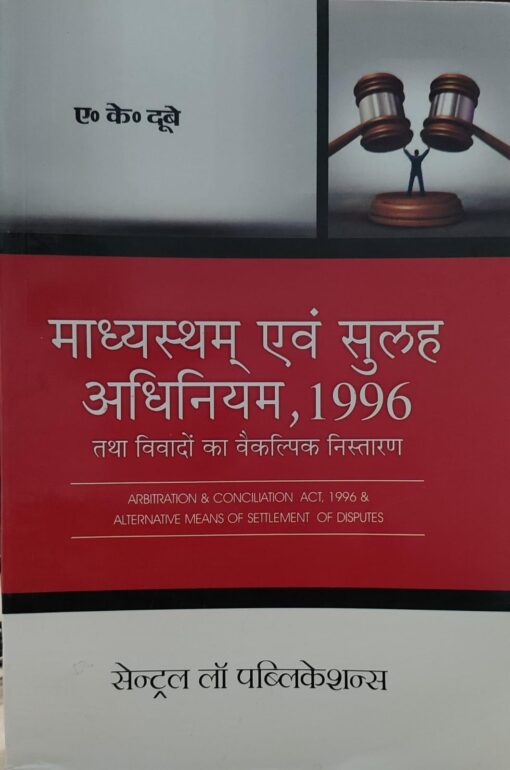 ए० के० दूबे
माध्यस्थम् एवं सुलह
अधिनियम, 1996
तथा विवादों का वैकल्पिक निस्तारण
ARBITRATION & CONCILIATION ACT, 1996 &
ALTERNATIVE MEANS OF SETTLEMENT OF DISPUTES
सेन्ट्रल लॉ पब्लिकेशन्स